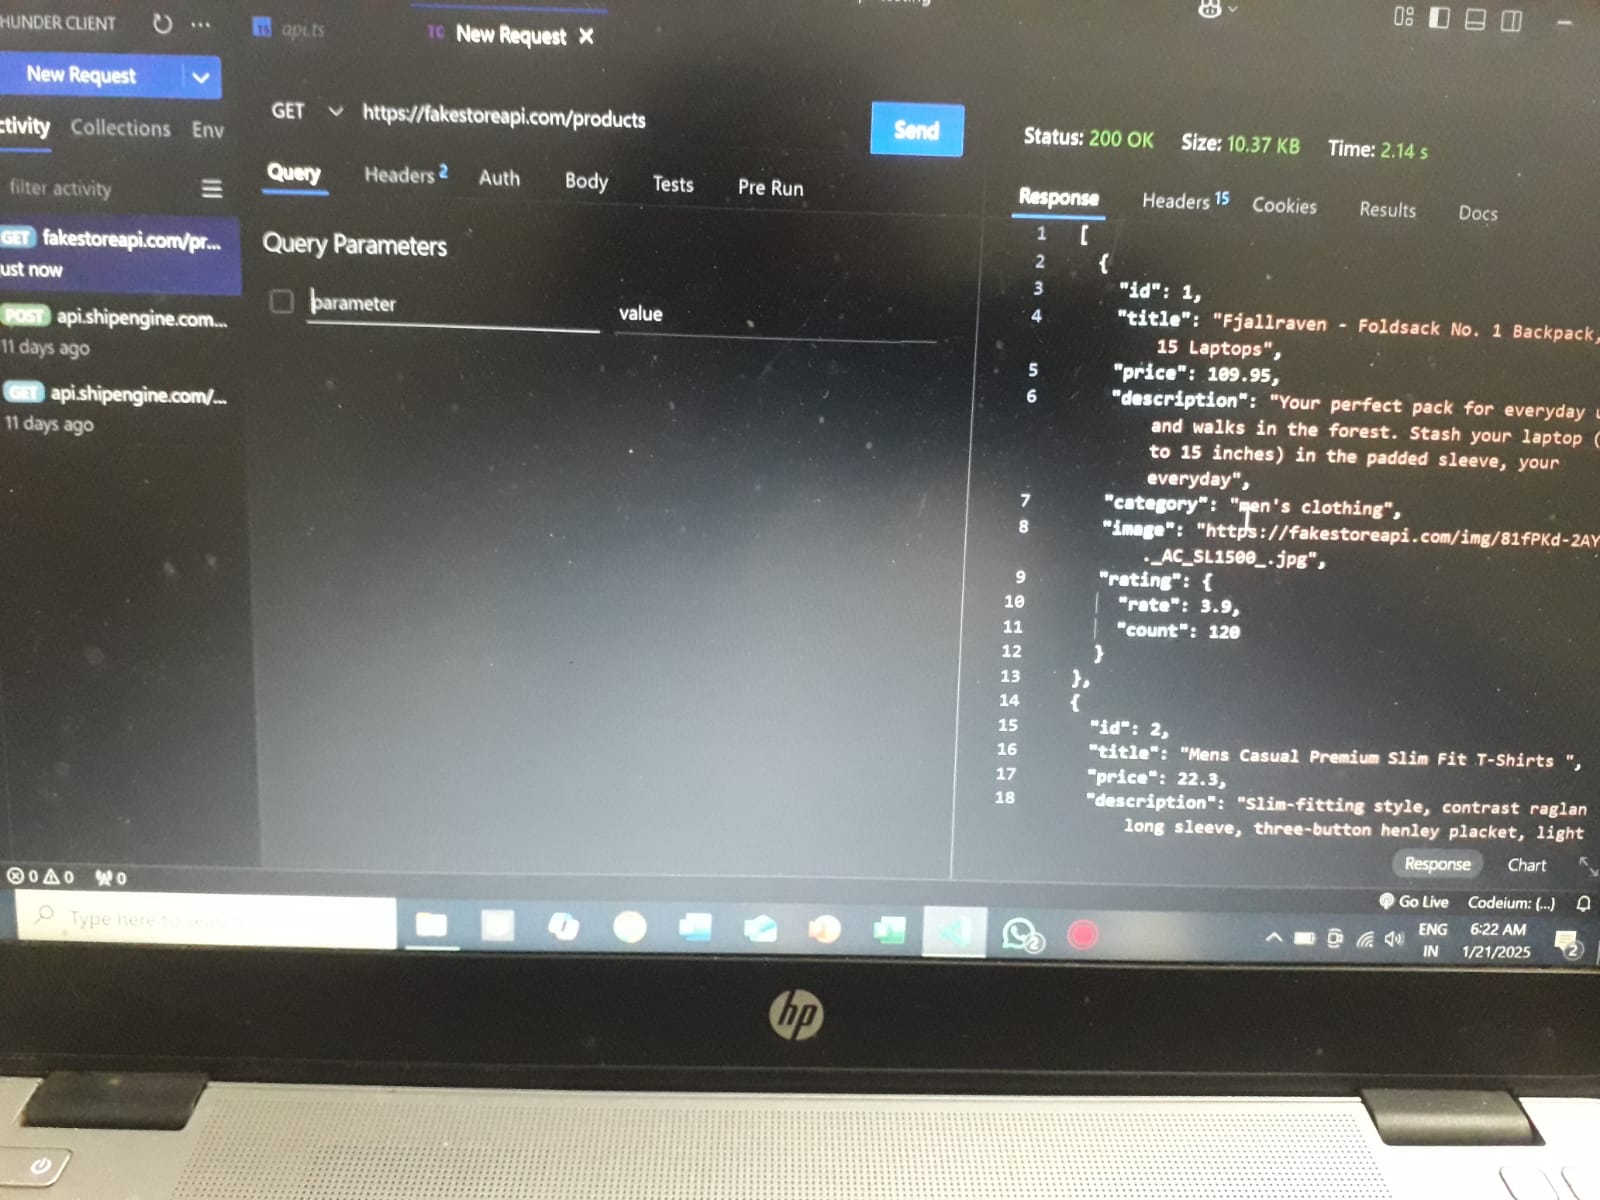 HUNDER CLIENT
New Request
ctivity Collections Env
filter activity
GET fakestoreapi.com/pr...
ust now
POST api.shipengine.com...
11 days ago
GET api.shipengine.com/...
11 days ago
TS api.ts
TC New Request
GET https://fakestoreapi.com/products
Send
Query Headers 2 Auth Body Tests Pre Run
Query Parameters
parameter value
Status: 200 OK Size: 10.37 KB Time: 2.14 s
Response Headers 15 Cookies Results Docs
1 [
2 {
3 "id": 1,
4 "title": "Fjallraven - Foldsack No. 1 Backpack,
15 Laptops",
5 "price": 109.95,
6 "description": "Your perfect pack for everyday
and walks in the forest. Stash your laptop (
to 15 inches) in the padded sleeve, your
everyday",
7 "category": "men's clothing",
8 "image": "https://fakestoreapi.com/img/81fPKd-2AY
._AC_SL1500_.jpg",
9 "rating": {
10 "rate": 3.9,
11 "count": 120
12 }
13 },
14 {
15 "id": 2,
16 "title": "Mens Casual Premium Slim Fit T-Shirts ",
17 "price": 22.3,
18 "description": "Slim-fitting style, contrast raglan
long sleeve, three-button henley placket, light
Response Chart
0 0 0
Go Live Codeium: {...}
Type here to search
2
ENG
IN
6:22 AM
1/21/2025
2
hp